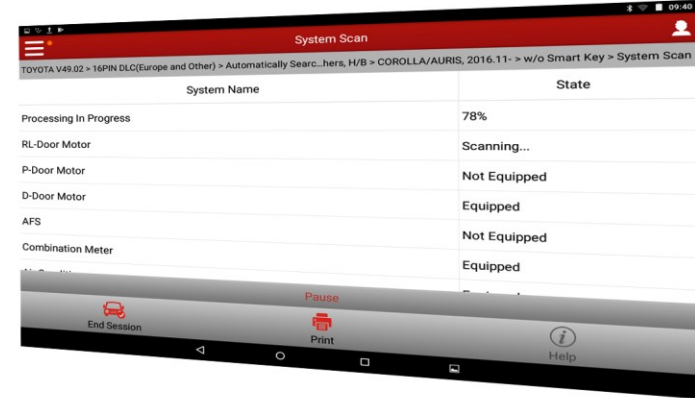 09:40
System Scan
TOYOTA V49.02 > 16PIN DLC(Europe and Other) > Automatically Searc...hers, H/B > COROLLA/AURIS, 2016.11- > w/o Smart Key > System Scan
System Name State
Processing In Progress 78%
RL-Door Motor Scanning...
P-Door Motor Not Equipped
D-Door Motor Equipped
AFS Not Equipped
Combination Meter Equipped
Pause
End Session
Print
Help